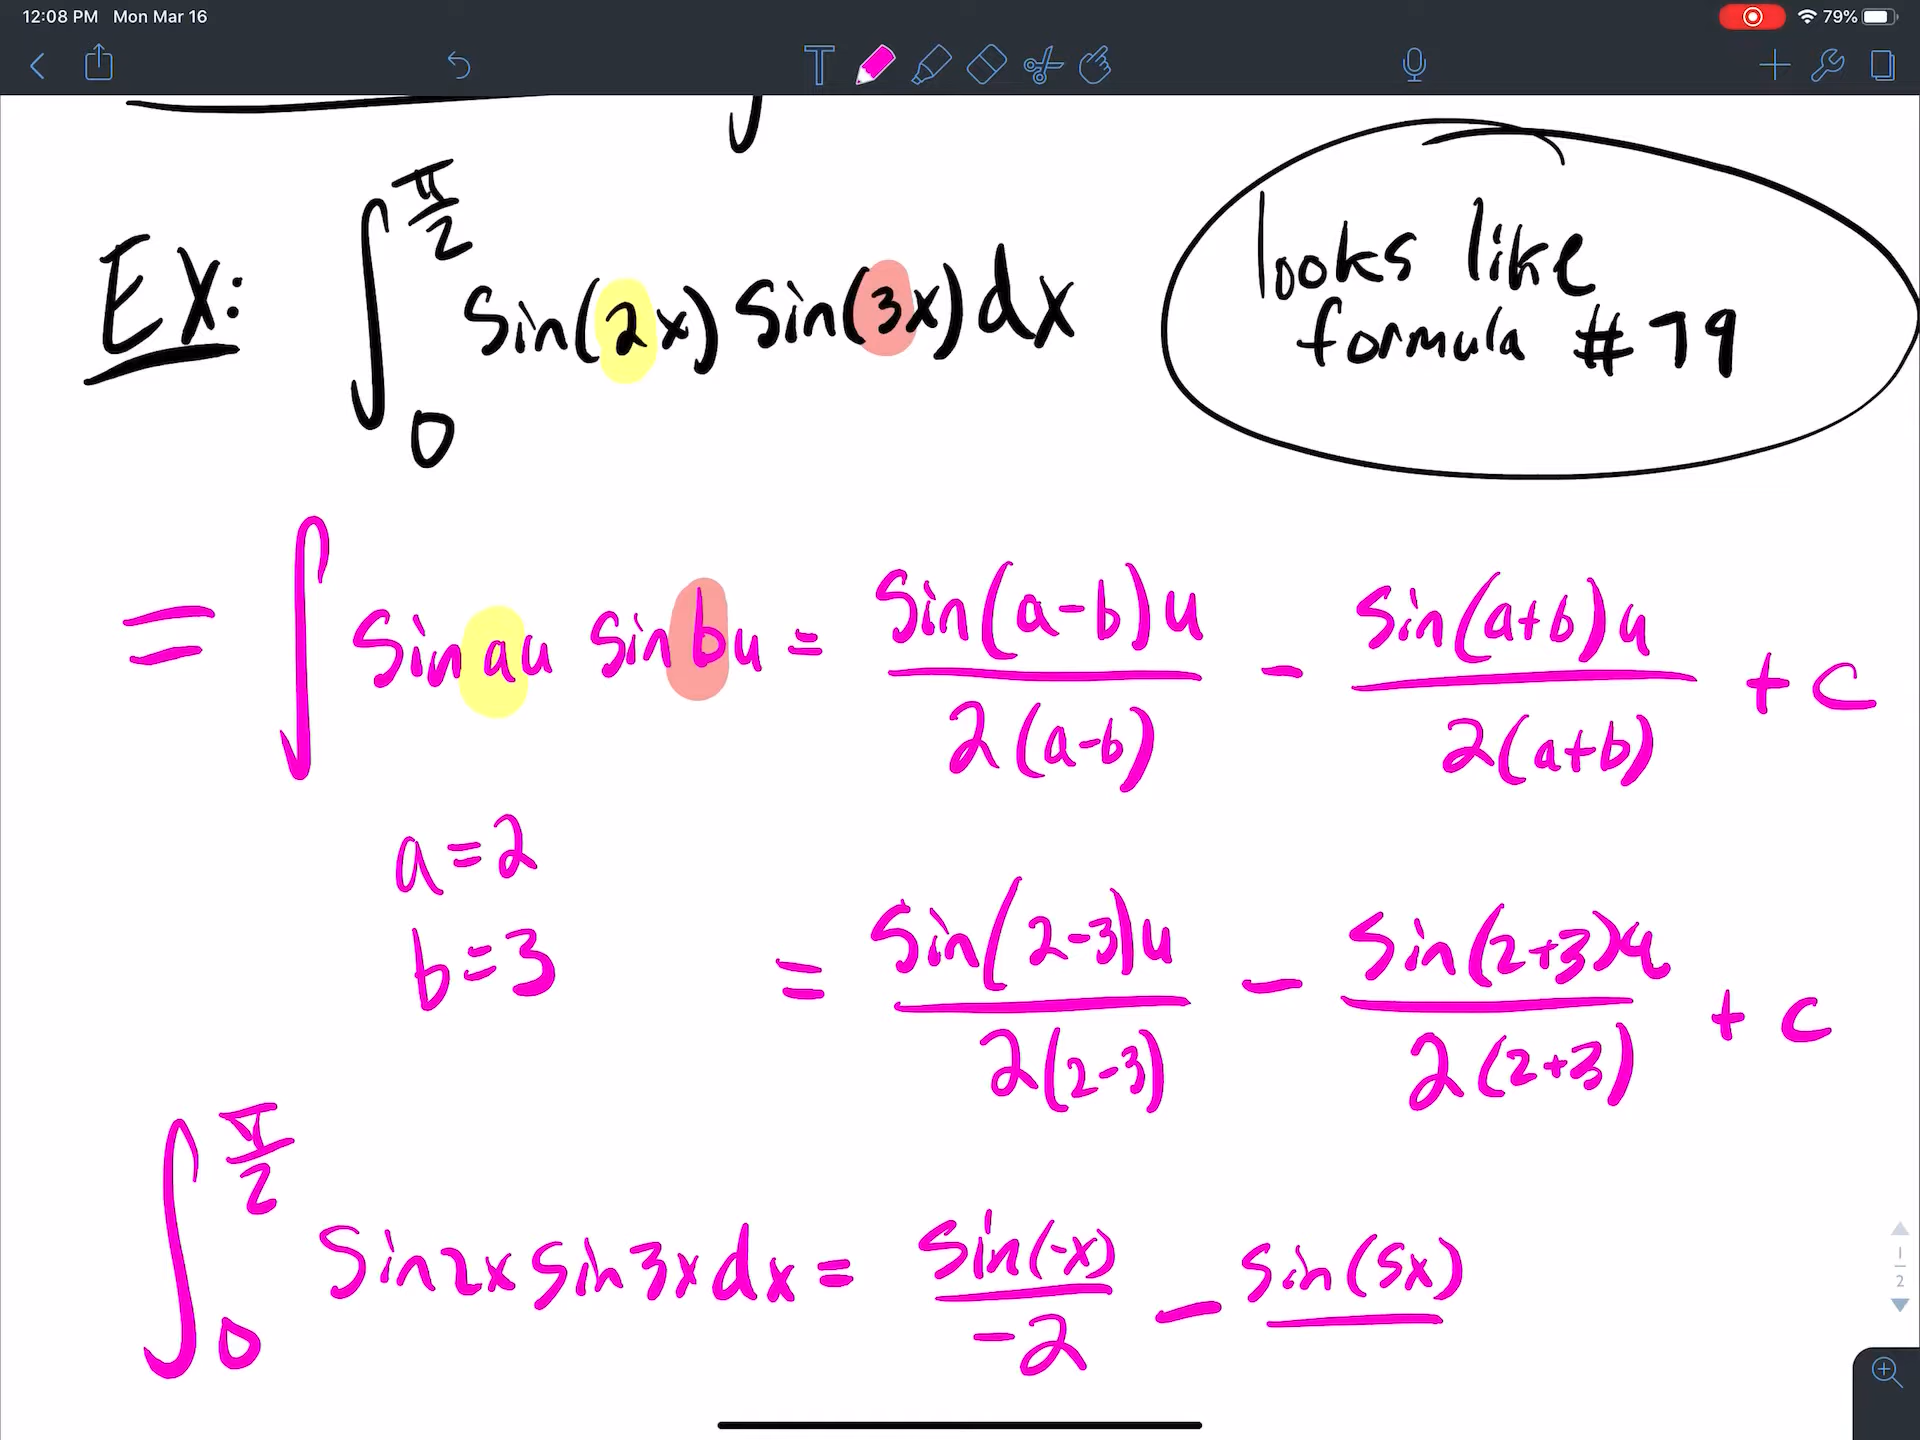 12:08 PM Mon Mar 16 79%
EX: ∫₀^{π/2} Sin(2x) Sin(3x) dx
looks like
formula #79
= ∫ Sin au Sin bu = Sin(a-b)u / 2(a-b) - Sin(a+b)u / 2(a+b) + C
a=2
b=3
= Sin(2-3)u / 2(2-3) - Sin(2+3)u / 2(2+3) + C
∫₀^{π/2} Sin2x Sin3x dx = Sin(-x) / -2 - Sin(5x)
1
2